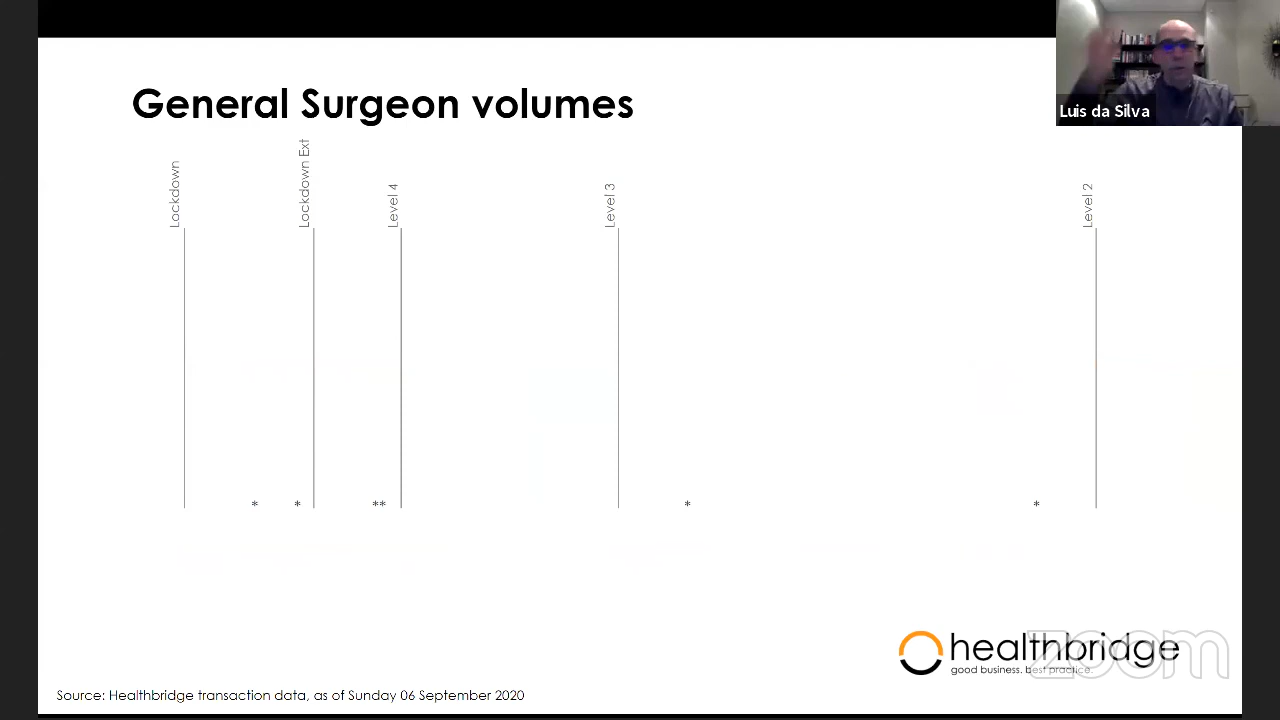 General Surgeon volumes
Luis da Silva
Lockdown
Lockdown Ext
Level 4
Level 3
Level 2
* * ** * *
healthbridge
good business. best practice.
zoom
Source: Healthbridge transaction data, as of Sunday 06 September 2020